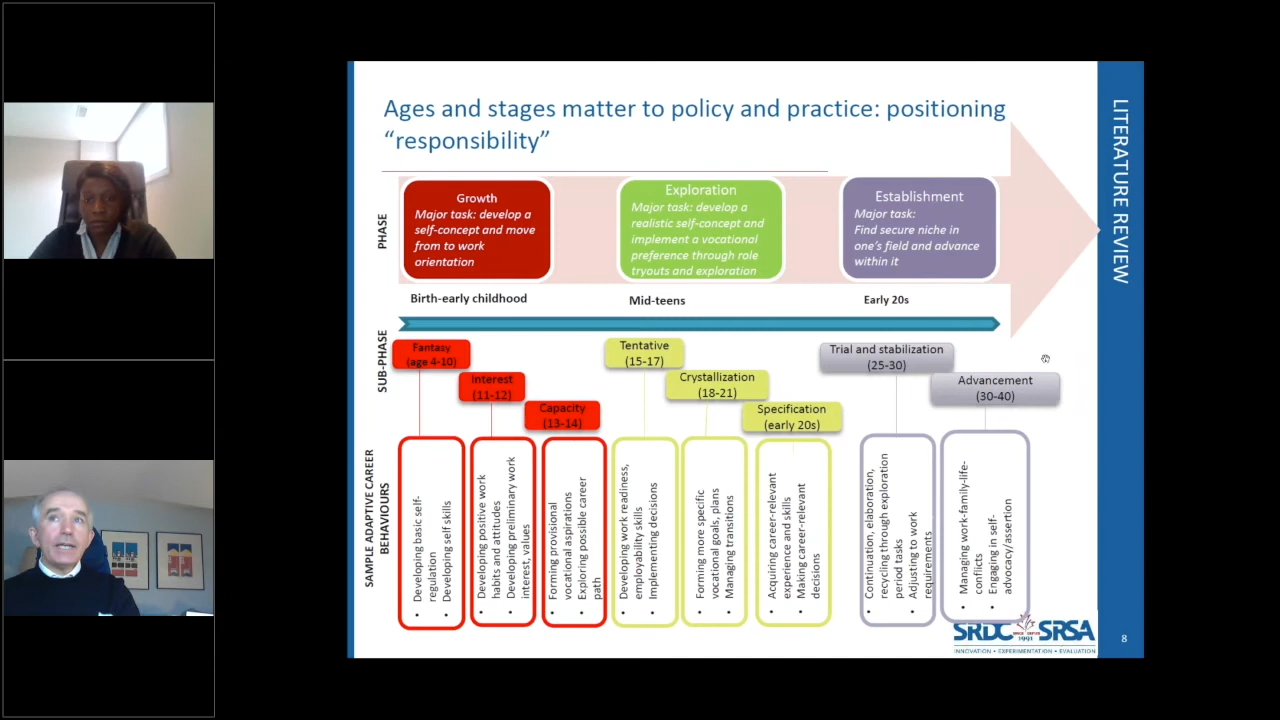 Ages and stages matter to policy and practice: positioning
“responsibility”
LITERATURE REVIEW
PHASE
Growth
Major task: develop a
self-concept and move
from to work
orientation
Exploration
Major task: develop a
realistic self-concept and
implement a vocational
preference through role
tryouts and exploration
Establishment
Major task:
Find secure niche in
one’s field and advance
within it
Birth-early childhood
Mid-teens
Early 20s
SUB-PHASE
Fantasy
(age 4-10)
Interest
(11-12)
Capacity
(13-14)
Tentative
(15-17)
Crystallization
(18-21)
Specification
(early 20s)
Trial and stabilization
(25-30)
Advancement
(30-40)
SAMPLE ADAPTIVE CAREER
BEHAVIOURS
• Developing basic self-
regulation
• Developing self skills
• Developing positive work
habits and attitudes
• Developing preliminary work
interest, values
• Forming provisional
vocational aspirations
• Exploring possible career
path
• Developing work readiness,
employability skills
• Implementing decisions
• Forming more specific
vocational goals, plans
• Managing transitions
• Acquiring career-relevant
experience and skills
• Making career-relevant
decisions
• Continuation, elaboration,
recycling through exploration
period tasks
• Adjusting to work
requirements
• Managing work-family-life-
conflicts
• Engaging in self-
advocacy/assertion
SRDC SRSA
1991
INNOVATION • EXPERIMENTATION • EVALUATION
8